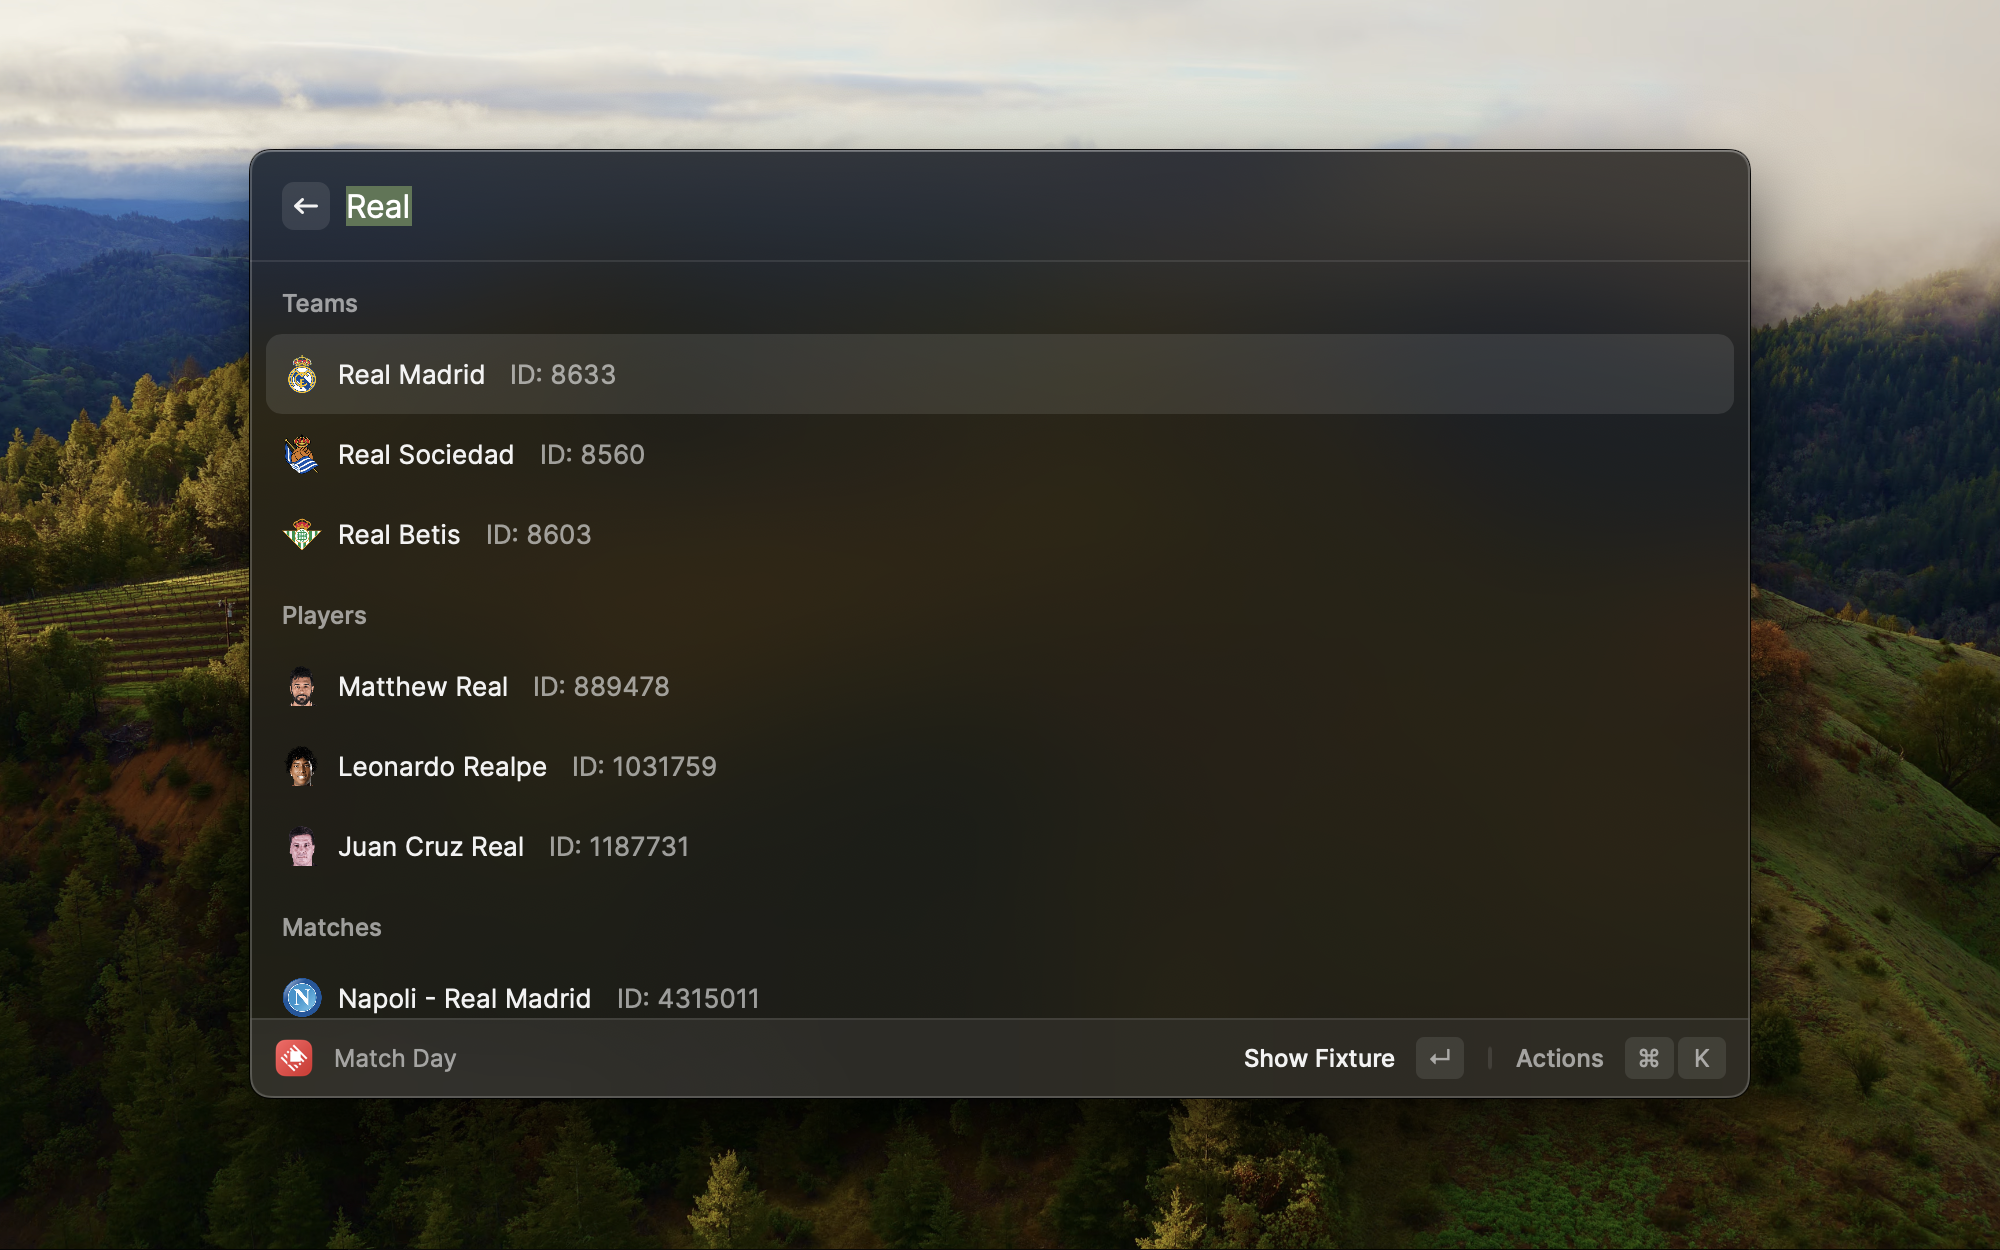 Real
Teams
Real Madrid ID: 8633
Real Sociedad ID: 8560
Real Betis ID: 8603
Players
Matthew Real ID: 889478
Leonardo Realpe ID: 1031759
Juan Cruz Real ID: 1187731
Matches
N Napoli - Real Madrid ID: 4315011
Match Day Show Fixture ↵ Actions ⌘ K